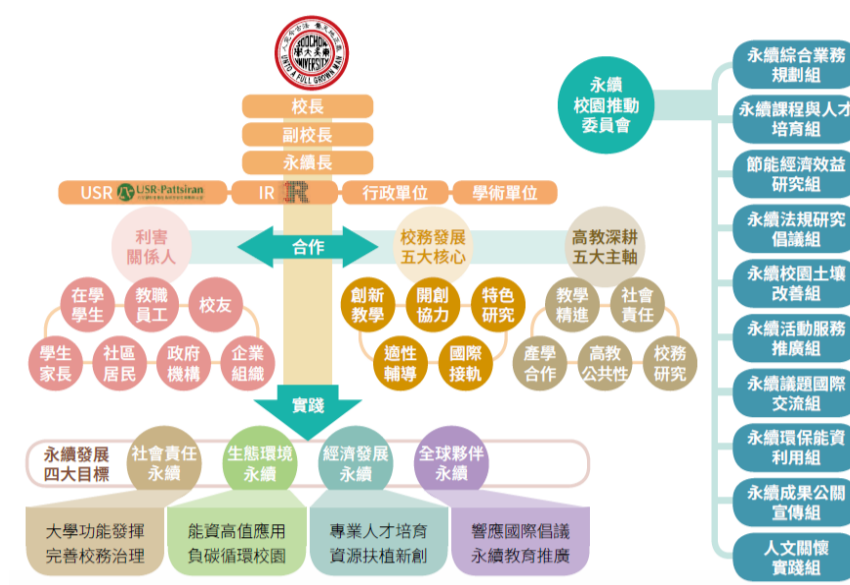 SOOCHOW
UNIVERSITY
UNTO A FULL GROWN MAN
校長
副校長
永續長
USR USR-Pattsiran
IR
行政單位
學術單位
利害
關係人
合作
校務發展
五大核心
高教深耕
五大主軸
在學
學生
教職
員工
校友
學生
家長
社區
居民
政府
機構
企業
組織
創新
教學
開創
協力
特色
研究
適性
輔導
國際
接軌
教學
精進
社會
責任
產學
合作
高教
公共性
校務
研究
實踐
永續發展
四大目標
社會責任
永續
生態環境
永續
經濟發展
永續
全球夥伴
永續
大學功能發揮
完善校務治理
能資高值應用
負碳循環校園
專業人才培育
資源扶植新創
響應國際倡議
永續教育推廣
永續
校園推動
委員會
永續綜合業務
規劃組
永續課程與人才
培育組
節能經濟效益
研究組
永續法規研究
倡議組
永續校園土壤
改善組
永續活動服務
推廣組
永續議題國際
交流組
永續環保能資
利用組
永續成果公關
宣傳組
人文關懷
實踐組